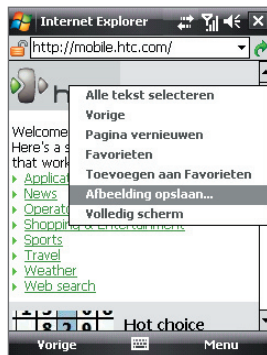 Internet Explorer
http://mobile.htc.com/
h
Alle tekst selecteren
Vorige
Pagina vernieuwen
Favorieten
Toevoegen aan Favorieten
Afbeelding opslaan...
Volledig scherm
Welcome
Here's a s
that work
Applicat
News
Operato
Shopping & Entertainment
Sports
Travel
Weather
Web search
Hot choice
Vorige
Menu